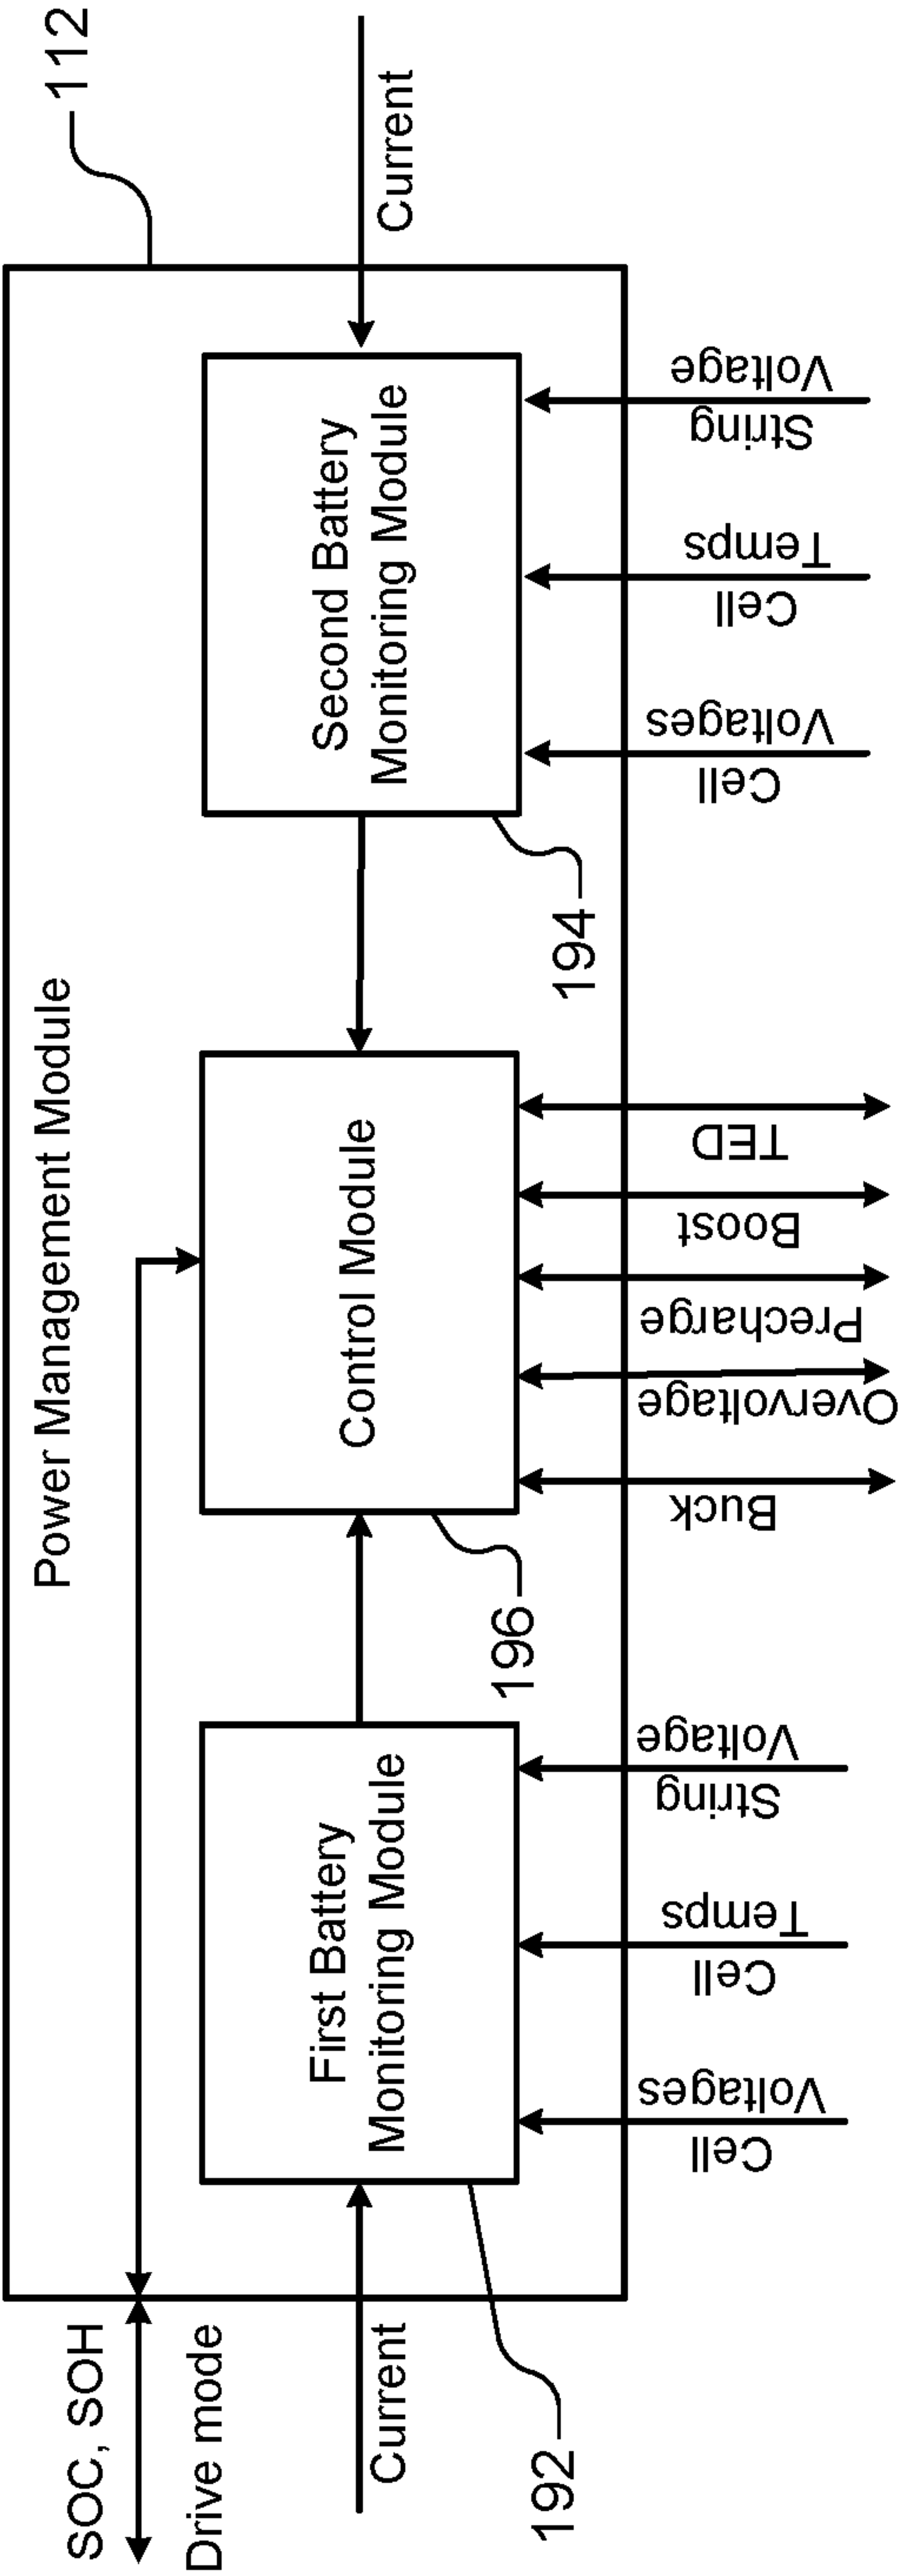 112
Power Management Module
SOC, SOH
Drive mode
Current
First Battery
Monitoring Module
Control Module
Second Battery
Monitoring Module
Current
192
196
194
Cell
Voltages
Cell
Temps
String
Voltage
Buck
Overvoltage
Precharge
Boost
TED
Cell
Voltages
Cell
Temps
String
Voltage